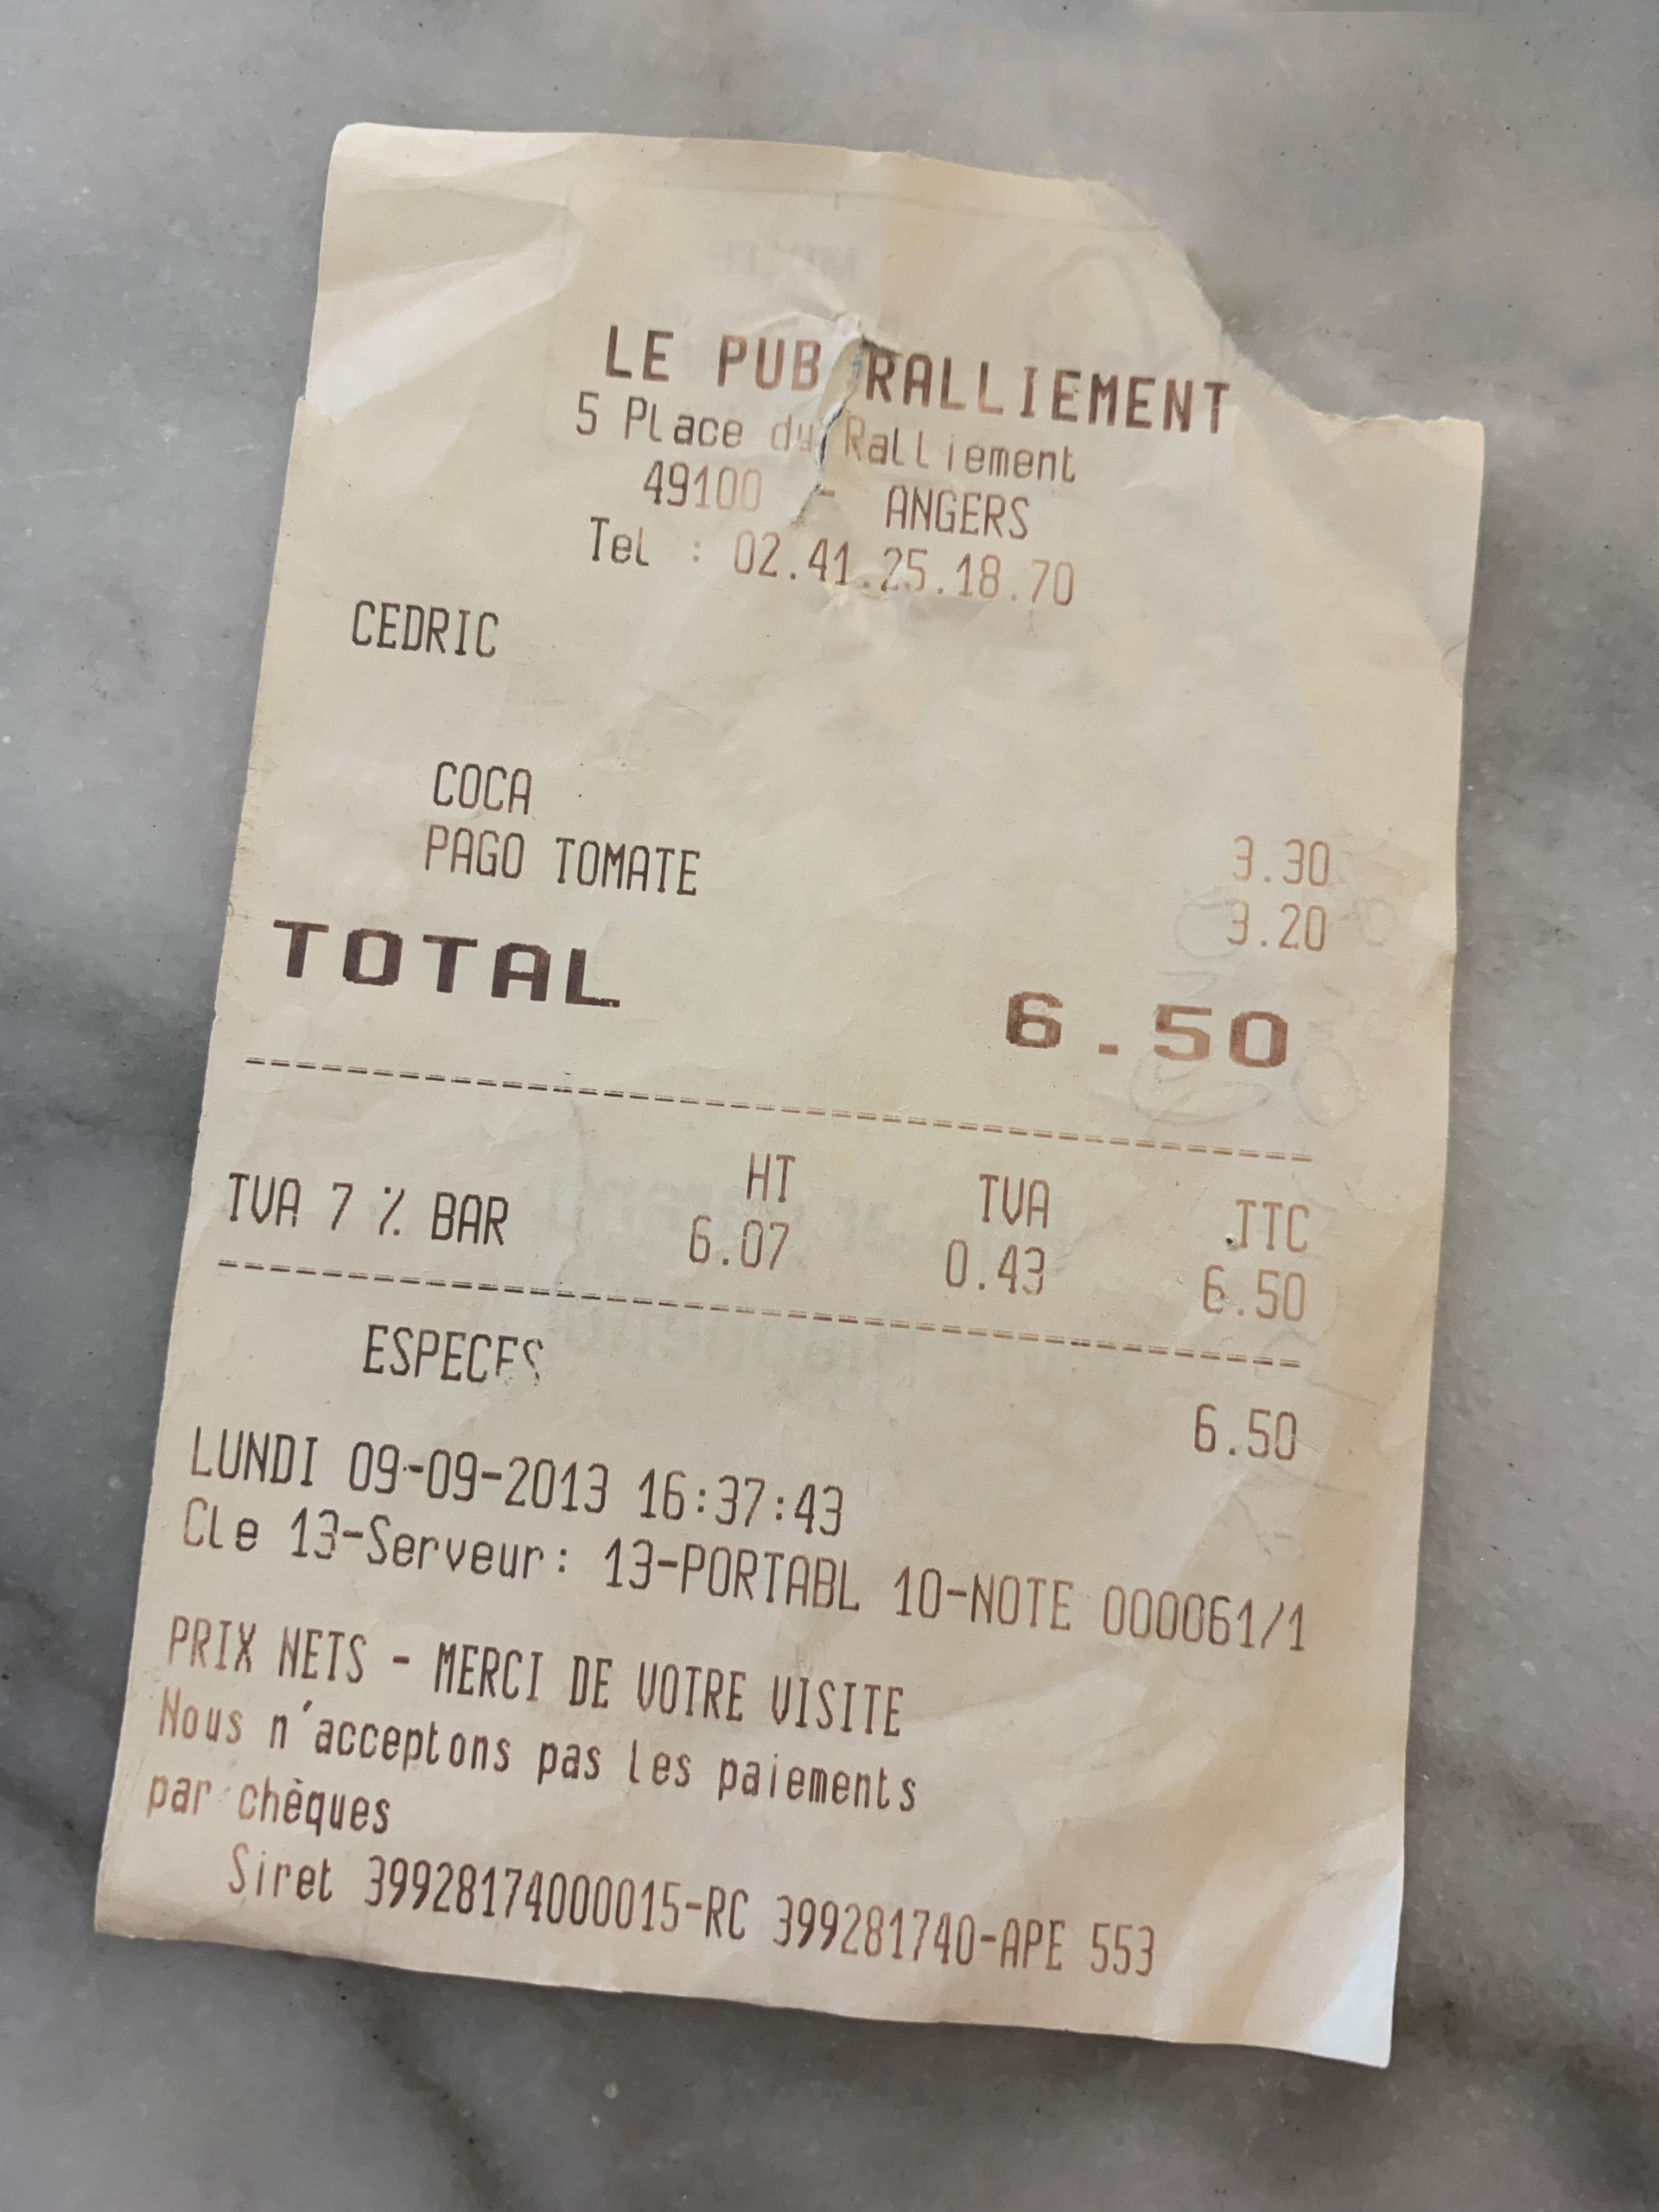 LE PUB RALLIEMENT
5 Place du Ralliement
49100 - ANGERS
Tel : 02.41.25.18.70
CEDRIC
COCA 3.30
PAGO TOMATE 3.20
TOTAL 6.50
HT TVA TTC
TVA 7 % BAR 6.07 0.43 6.50
ESPECES 6.50
LUNDI 09-09-2013 16:37:43
Cle 13-Serveur: 13-PORTABL 10-NOTE 000061/1
PRIX NETS - MERCI DE VOTRE VISITE
Nous n'acceptons pas les paiements
par chèques
Siret 39928174000015-RC 399281740-APE 553